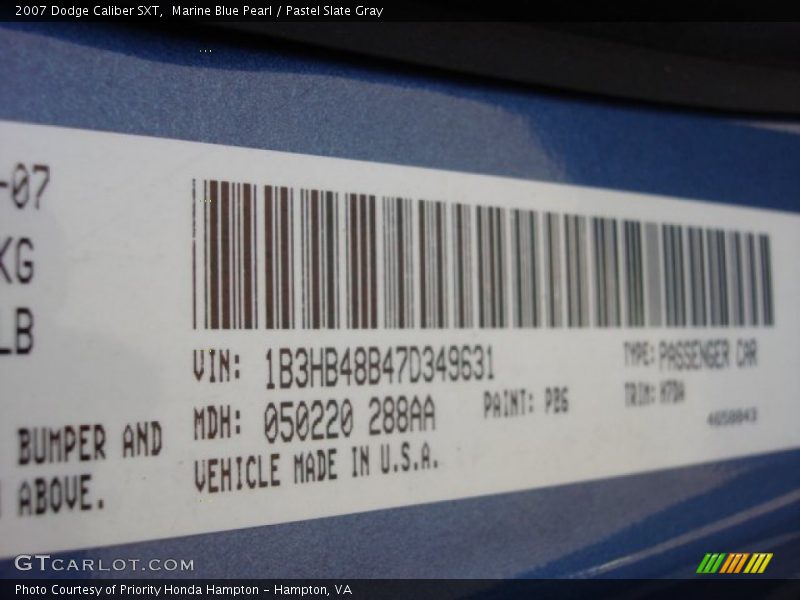 2007 Dodge Caliber SXT,  Marine Blue Pearl / Pastel Slate Gray
-07
KG
LB
VIN: 1B3HB48B47D349631
TYPE: PASSENGER CAR
MDH: 050220 288AA
PAINT: PBG
TRIM:
BUMPER AND
VEHICLE MADE IN U.S.A.
ABOVE.
GTCARLOT.COM
Photo Courtesy of Priority Honda Hampton - Hampton, VA